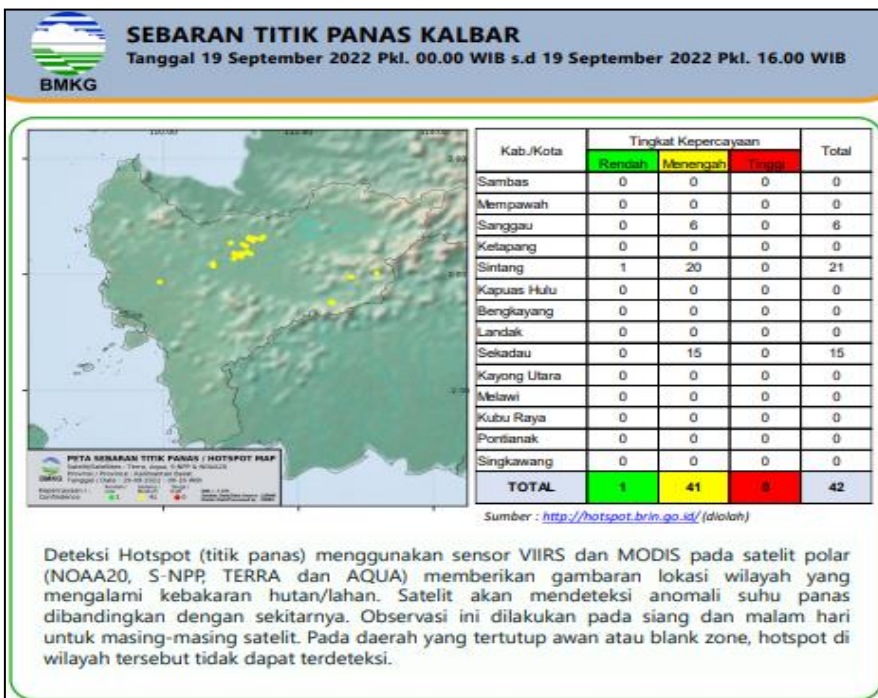 SEBARAN TITIK PANAS KALBAR
Tanggal 19 September 2022 Pkl. 00.00 WIB s.d 19 September 2022 Pkl. 16.00 WIB
BMKG
Kab./Kota Tingkat Kepercayaan Total
Rendah Menengah Tinggi
Sambas 0 0 0 0
Mempawah 0 0 0 0
Sanggau 0 6 0 6
Ketapang 0 0 0 0
Sintang 1 20 0 21
Kapuas Hulu 0 0 0 0
Bengkayang 0 0 0 0
Landak 0 0 0 0
Sekadau 0 15 0 15
Kayong Utara 0 0 0 0
Melawi 0 0 0 0
Kubu Raya 0 0 0 0
Pontianak 0 0 0 0
Singkawang 0 0 0 0
TOTAL 1 41 0 42
PETA SEBARAN TITIK PANAS / HOTSPOT MAP
BMKG
Sumber : http://hotspot.brin.go.id/ (diolah)
Deteksi Hotspot (titik panas) menggunakan sensor VIIRS dan MODIS pada satelit polar
(NOAA20, S-NPP, TERRA dan AQUA) memberikan gambaran lokasi wilayah yang
mengalami kebakaran hutan/lahan. Satelit akan mendeteksi anomali suhu panas
dibandingkan dengan sekitarnya. Observasi ini dilakukan pada siang dan malam hari
untuk masing-masing satelit. Pada daerah yang tertutup awan atau blank zone, hotspot di
wilayah tersebut tidak dapat terdeteksi.